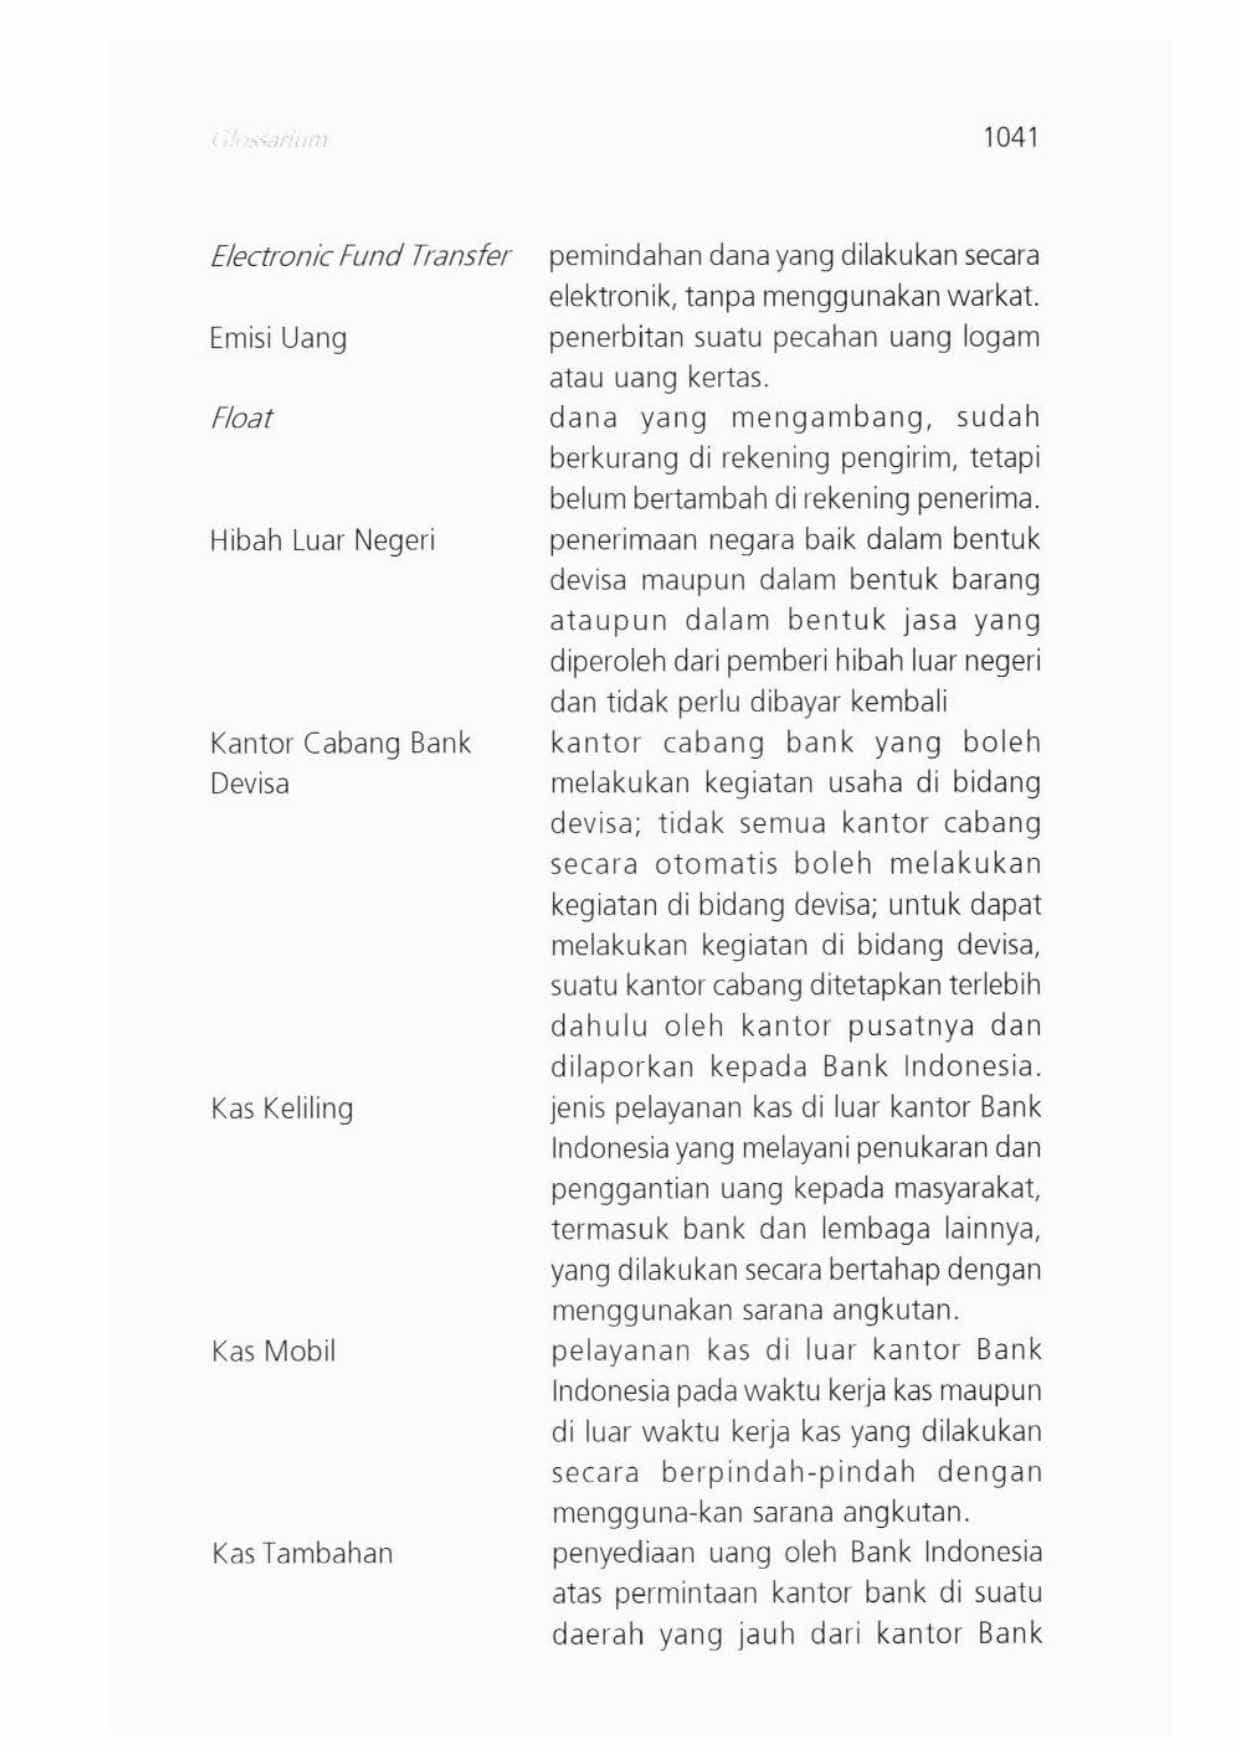 Glossarium 1041
Electronic Fund Transfer pemindahan dana yang dilakukan secara
elektronik, tanpa menggunakan warkat.
Emisi Uang penerbitan suatu pecahan uang logam
atau uang kertas.
Float dana yang mengambang, sudah
berkurang di rekening pengirim, tetapi
belum bertambah di rekening penerima.
Hibah Luar Negeri penerimaan negara baik dalam bentuk
devisa maupun dalam bentuk barang
ataupun dalam bentuk jasa yang
diperoleh dari pemberi hibah luar negeri
dan tidak perlu dibayar kembali
Kantor Cabang Bank kantor cabang bank yang boleh
Devisa melakukan kegiatan usaha di bidang
devisa; tidak semua kantor cabang
secara otomatis boleh melakukan
kegiatan di bidang devisa; untuk dapat
melakukan kegiatan di bidang devisa,
suatu kantor cabang ditetapkan terlebih
dahulu oleh kantor pusatnya dan
dilaporkan kepada Bank Indonesia.
Kas Keliling jenis pelayanan kas di luar kantor Bank
Indonesia yang melayani penukaran dan
penggantian uang kepada masyarakat,
termasuk bank dan lembaga lainnya,
yang dilakukan secara bertahap dengan
menggunakan sarana angkutan.
Kas Mobil pelayanan kas di luar kantor Bank
Indonesia pada waktu kerja kas maupun
di luar waktu kerja kas yang dilakukan
secara berpindah-pindah dengan
mengguna-kan sarana angkutan.
Kas Tambahan penyediaan uang oleh Bank Indonesia
atas permintaan kantor bank di suatu
daerah yang jauh dari kantor Bank